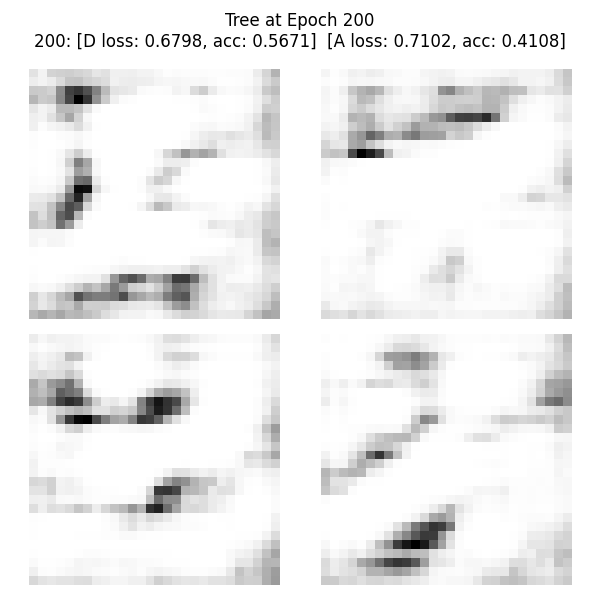 Tree at Epoch 200
200: [D loss: 0.6798, acc: 0.5671]  [A loss: 0.7102, acc: 0.4108]